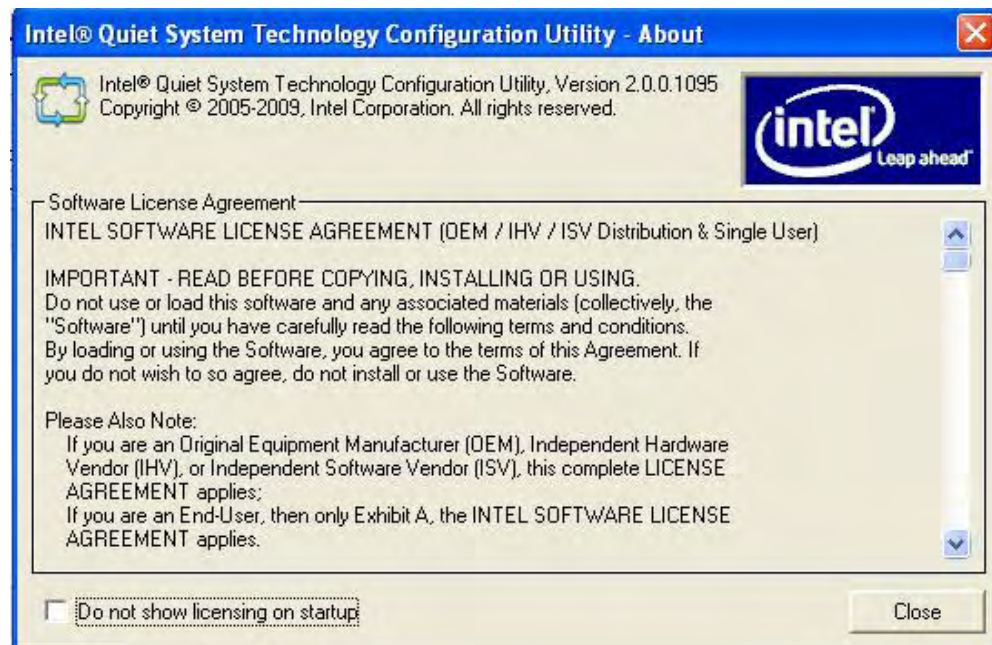 Intel® Quiet System Technology Configuration Utility - About
Intel® Quiet System Technology Configuration Utility, Version 2.0.0.1095
Copyright © 2005-2009, Intel Corporation. All rights reserved.
intel
Leap ahead™
Software License Agreement
INTEL SOFTWARE LICENSE AGREEMENT (OEM / IHV / ISV Distribution & Single User)
IMPORTANT - READ BEFORE COPYING, INSTALLING OR USING.
Do not use or load this software and any associated materials (collectively, the
"Software") until you have carefully read the following terms and conditions.
By loading or using the Software, you agree to the terms of this Agreement. If
you do not wish to so agree, do not install or use the Software.
Please Also Note:
If you are an Original Equipment Manufacturer (OEM), Independent Hardware
Vendor (IHV), or Independent Software Vendor (ISV), this complete LICENSE
AGREEMENT applies;
If you are an End-User, then only Exhibit A, the INTEL SOFTWARE LICENSE
AGREEMENT applies.
Do not show licensing on startup
Close